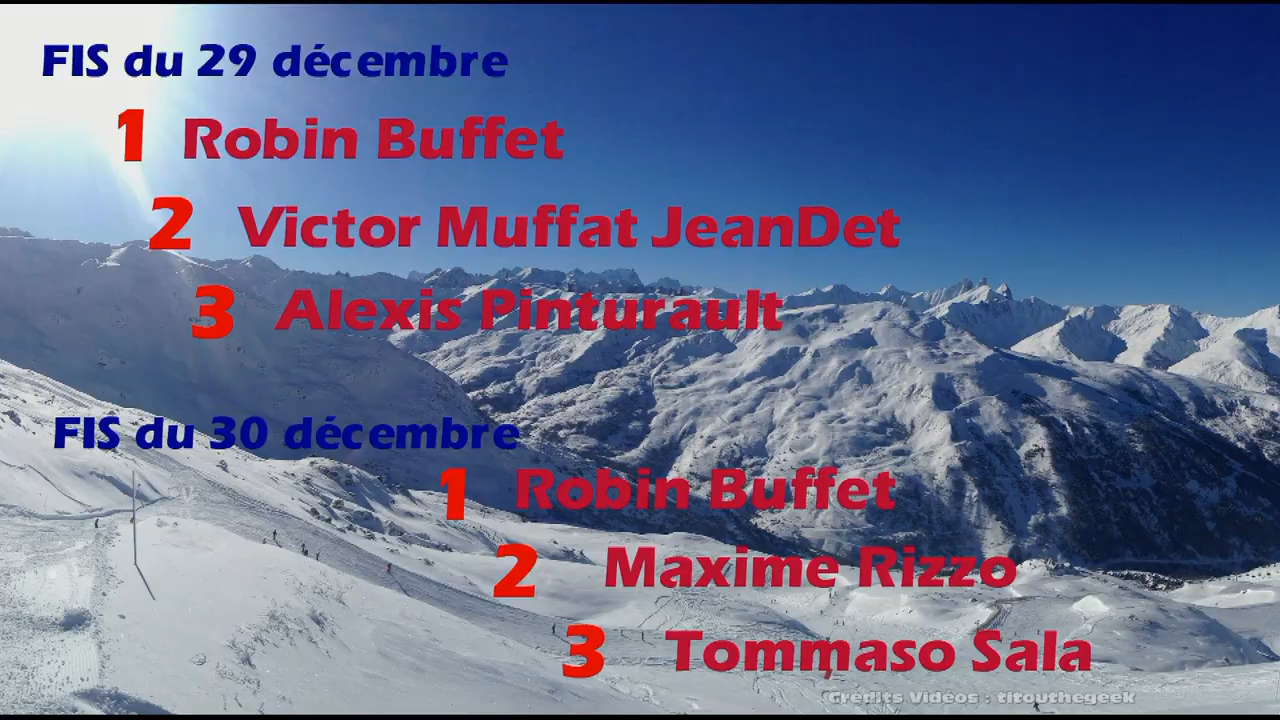 FIS du 29 décembre
1 Robin Buffet
2 Victor Muffat JeanDet
3 Alexis Pinturault
FIS du 30 décembre
1 Robin Buffet
2 Maxime Rizzo
3 Tommaso Sala
Crédits Vidéos : titouthegeek